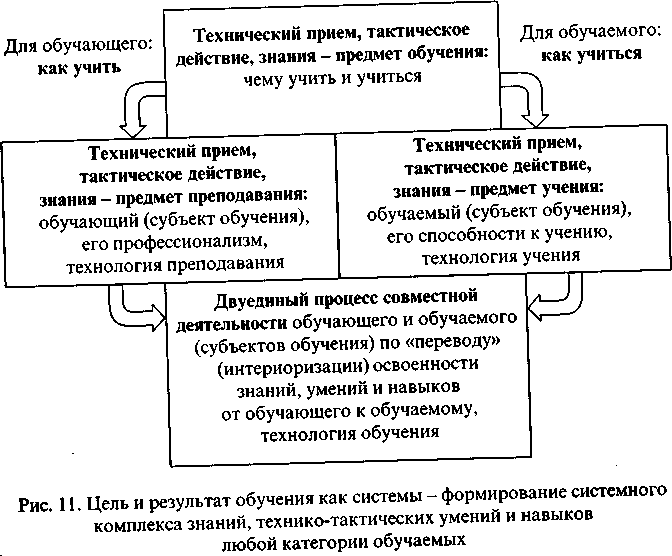 Для обучающего:
как учить
Технический прием, тактическое
действие, знания – предмет обучения:
чему учить и учиться
Для обучаемого:
как учиться
Технический прием,
тактическое действие,
знания – предмет преподавания:
обучающий (субъект обучения),
его профессионализм,
технология преподавания
Технический прием,
тактическое действие,
знания – предмет учения:
обучаемый (субъект обучения),
его способности к учению,
технология учения
Двуединый процесс совместной
деятельности обучающего и обучаемого
(субъектов обучения) по «переводу»
(интериоризации) освоенности
знаний, умений и навыков
от обучающего к обучаемому,
технология обучения
Рис. 11. Цель и результат обучения как системы – формирование системного
комплекса знаний, технико-тактических умений и навыков
любой категории обучаемых